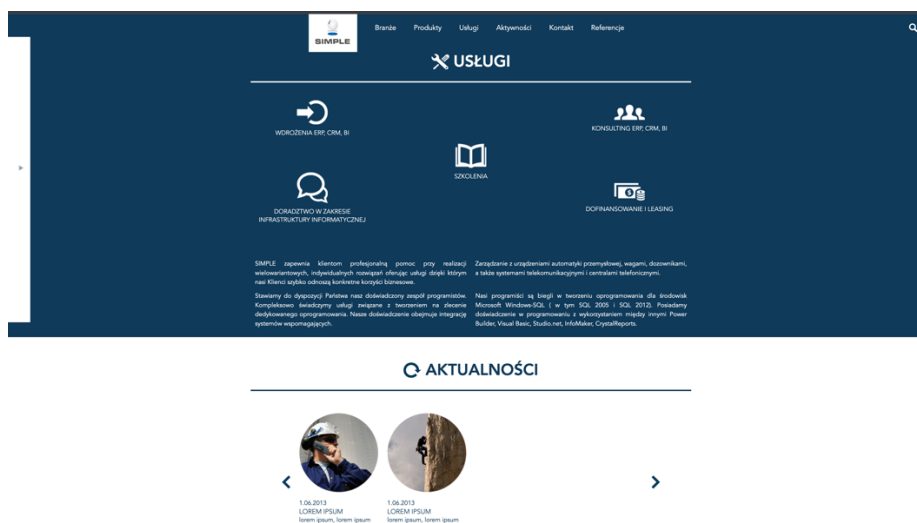 SIMPLE
Branże Produkty Usługi Aktywności Kontakt Referencje
USŁUGI
WDROŻENIA ERP, CRM, BI
KONSULTING ERP, CRM, BI
SZKOLENIA
DORADZTWO W ZAKRESIE
INFRASTRUKTURY INFORMATYCZNEJ
DOFINANSOWANIE I LEASING
SIMPLE zapewnia klientom profesjonalną pomoc przy realizacji
wielowariantowych, indywidualnych rozwiązań oferując usługi dzięki którym
nasi Klienci szybko odnoszą konkretne korzyści biznesowe.
Stawiamy do dyspozycji Państwa nasz doświadczony zespół programistów.
Kompleksowo świadczymy usługi związane z tworzeniem na zlecenie
dedykowanego oprogramowania. Nasze doświadczenie obejmuje integrację
systemów wspomagających.
Zarządzanie z urządzeniami automatyki przemysłowej, wagami, dozownikami,
a także systemami telekomunikacyjnymi i centralami telefonicznymi.
Nasi programiści są biegli w tworzeniu oprogramowania dla środowisk
Microsoft Windows-SQL ( w tym SQL 2005 i SQL 2012). Posiadamy
doświadczenie w programowaniu z wykorzystaniem między innymi Power
Builder, Visual Basic, Studio.net, InfoMaker, CrystalReports.
AKTUALNOŚCI
1.06.2013
LOREM IPSUM
lorem ipsum, lorem ipsum
1.06.2013
LOREM IPSUM
lorem ipsum, lorem ipsum